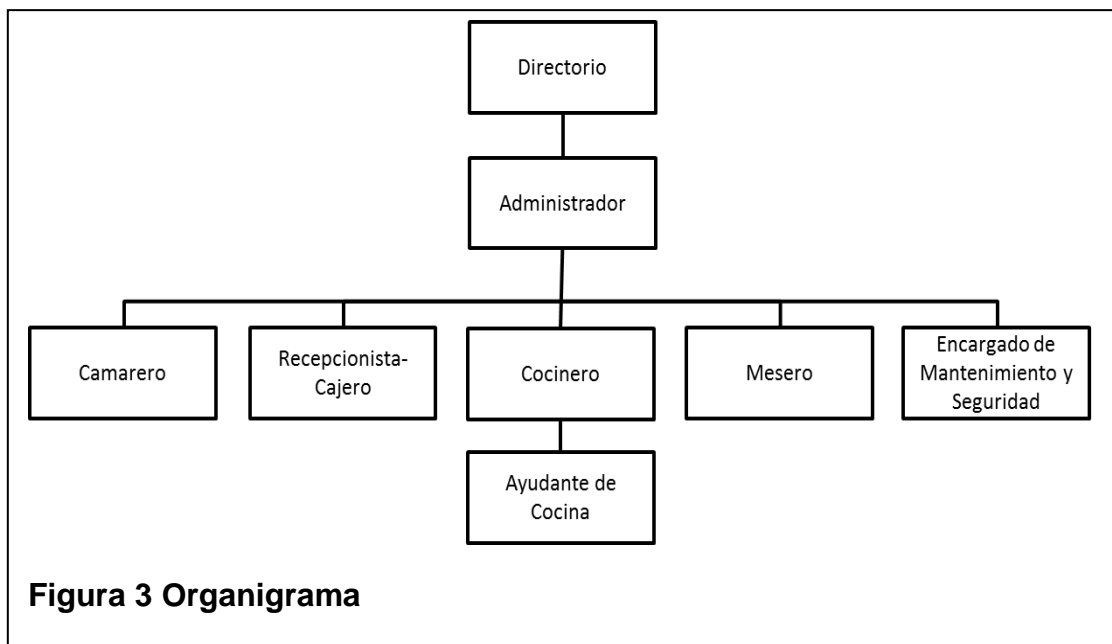 Directorio
Administrador
Camarero
Recepcionista-
Cajero
Cocinero
Mesero
Encargado de
Mantenimiento y
Seguridad
Ayudante de
Cocina
Figura 3 Organigrama